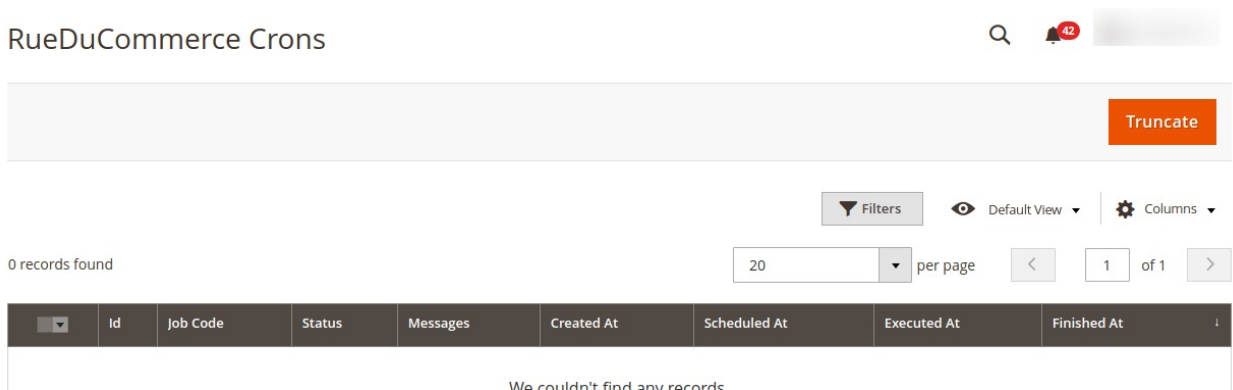 RueDuCommerce Crons
42
Truncate
Filters Default View Columns
0 records found 20 per page 1 of 1
Id Job Code Status Messages Created At Scheduled At Executed At Finished At ↓
We couldn't find any records